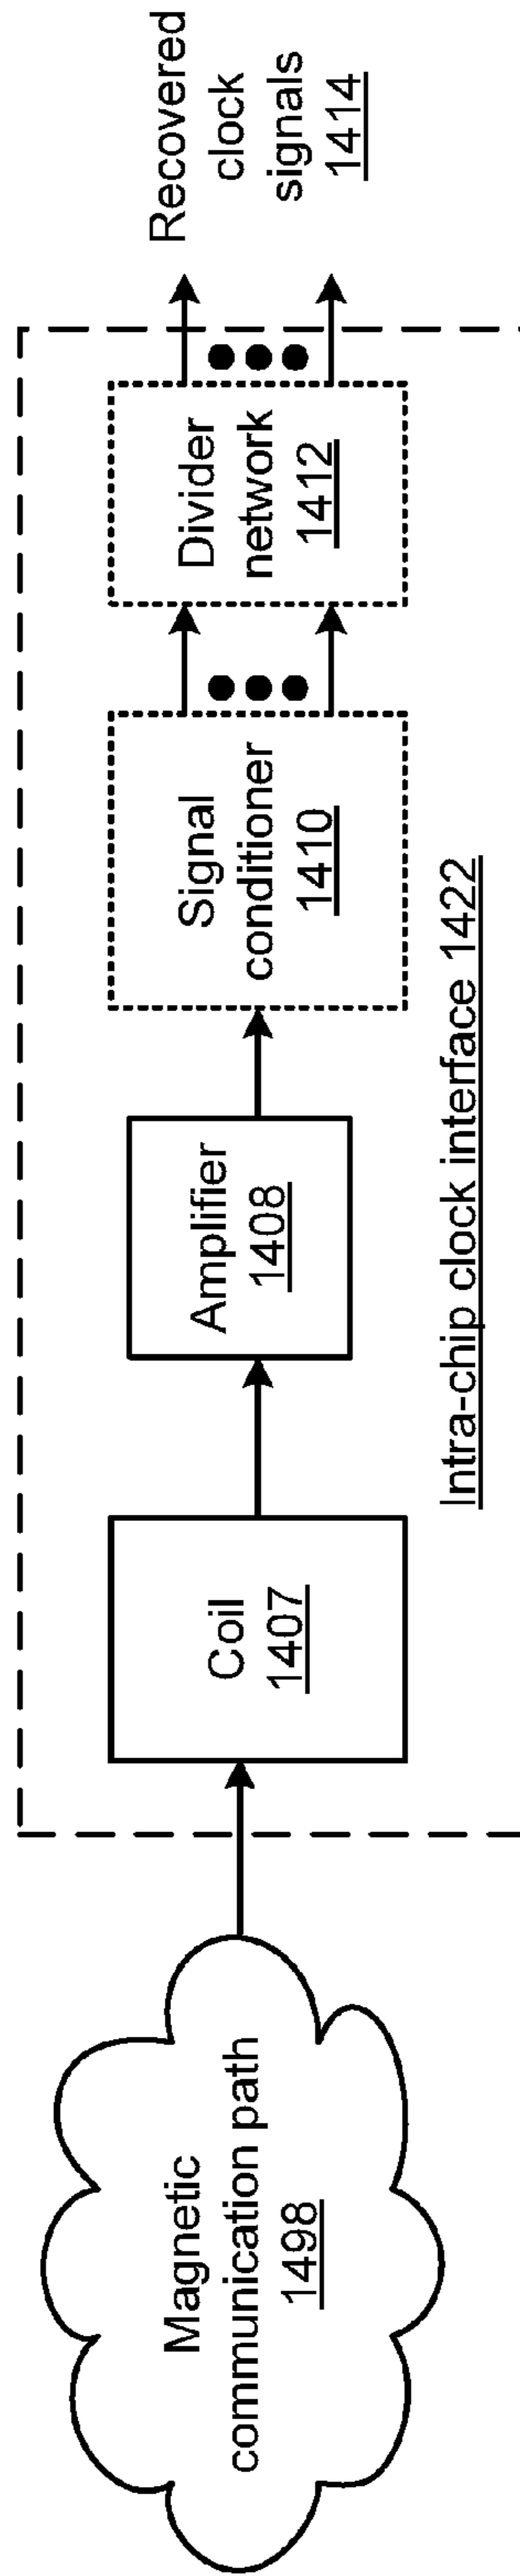 Magnetic
communication path
1498
Coil
1407
Amplifier
1408
Signal
conditioner
1410
Divider
network
1412
Recovered
clock
signals
1414
Intra-chip clock interface 1422